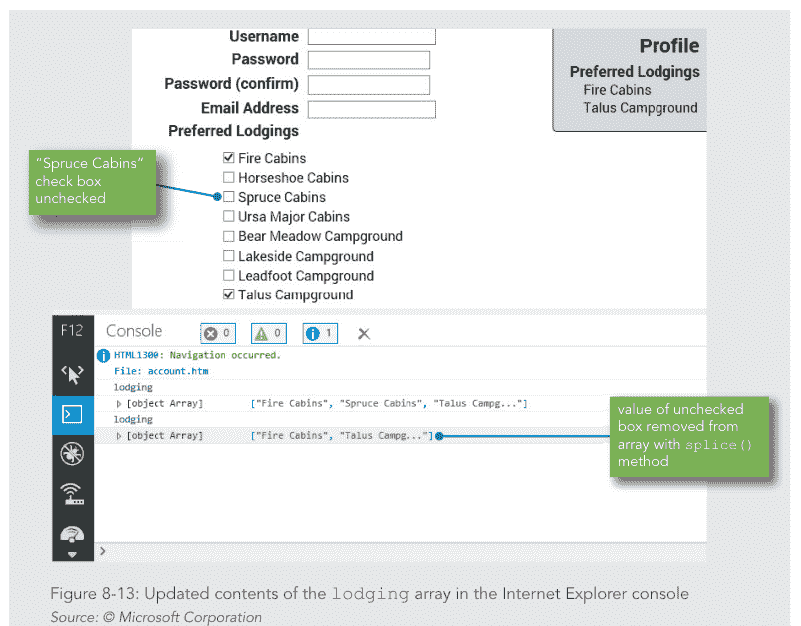 Username
Password
Password (confirm)
Email Address
Preferred Lodgings
Profile
Preferred Lodgings
Fire Cabins
Talus Campground
"Spruce Cabins"
check box
unchecked
Fire Cabins
Horseshoe Cabins
Spruce Cabins
Ursa Major Cabins
Bear Meadow Campground
Lakeside Campground
Leadfoot Campground
Talus Campground
F12 Console 0 0 1
HTML1300: Navigation occurred.
File: account.htm
lodging
[object Array] ["Fire Cabins", "Spruce Cabins", "Talus Campg..."]
lodging
[object Array] ["Fire Cabins", "Talus Campg..."]
value of unchecked
box removed from
array with splice()
method
Figure 8-13: Updated contents of the lodging array in the Internet Explorer console
Source: © Microsoft Corporation